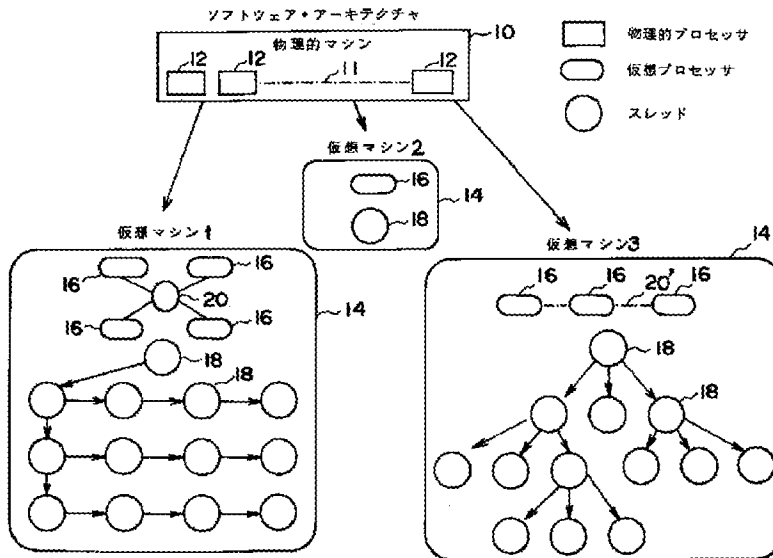 ソフトウェア・アーキテクチャ
物理的マシン
10
12 12 11 12
物理的プロセッサ
仮想プロセッサ
スレッド
仮想マシン2
16
14
18
仮想マシン1
16 16
20
16 16
14
18
18
仮想マシン3
14
16 16 20' 16
18
18